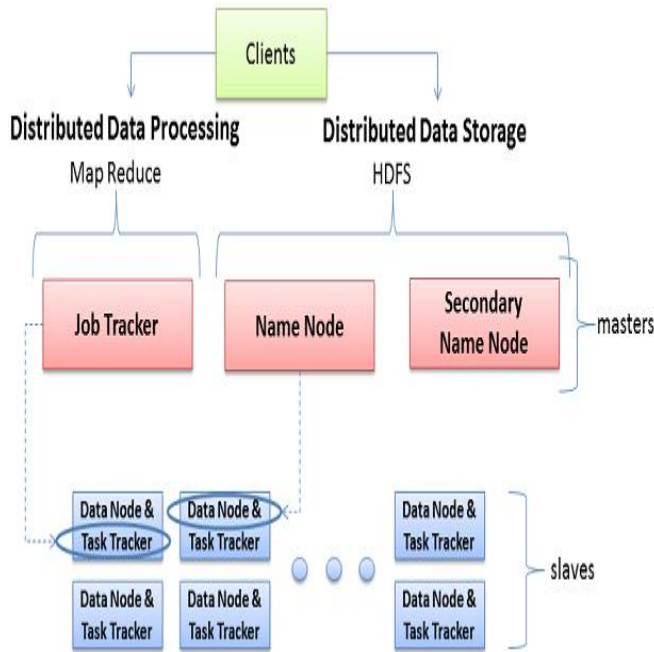 Clients
Distributed Data Processing
Map Reduce
Distributed Data Storage
HDFS
Job Tracker
Name Node
Secondary
Name Node
masters
Data Node &
Task Tracker
Data Node &
Task Tracker
Data Node &
Task Tracker
Data Node &
Task Tracker
Data Node &
Task Tracker
Data Node &
Task Tracker
slaves